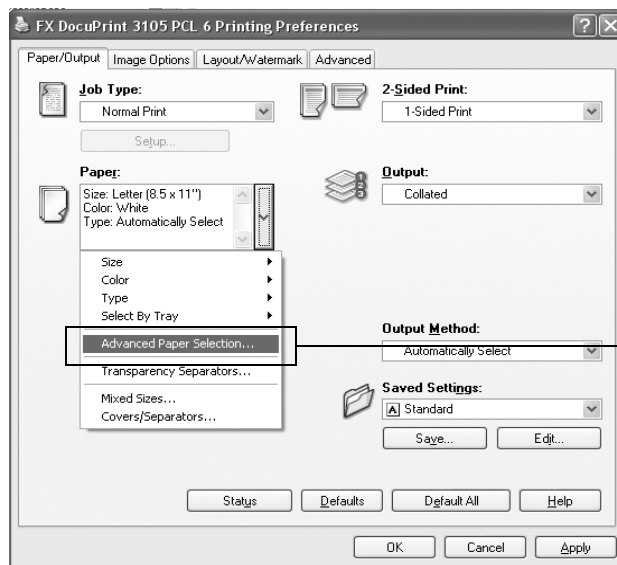 FX DocuPrint 3105 PCL 6 Printing Preferences
Paper/Output Image Options Layout/Watermark Advanced
Job Type:
Normal Print
Setup...
2-Sided Print:
1-Sided Print
Paper:
Size: Letter (8.5 x 11")
Color: White
Type: Automatically Select
Output:
Collated
Size
Color
Type
Select By Tray
Advanced Paper Selection...
Transparency Separators...
Mixed Sizes...
Covers/Separators...
Output Method:
Automatically Select
Saved Settings:
A Standard
Save... Edit...
Status Defaults Default All Help
OK Cancel Apply